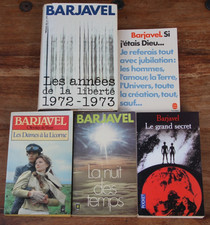 BARJAVEL
Les années
de la liberté
1972-1973
Barjavel. Si
j'étais Dieu...
Je referais tout
avec jubilation: les
hommes,
l'amour, la Terre,
l'Univers, toute
la création, tout,
sauf...
BARJAVEL
Les Dames à la Licorne
BARJAVEL
La nuit
des
temps
Barjavel
Le grand secret
POCKET